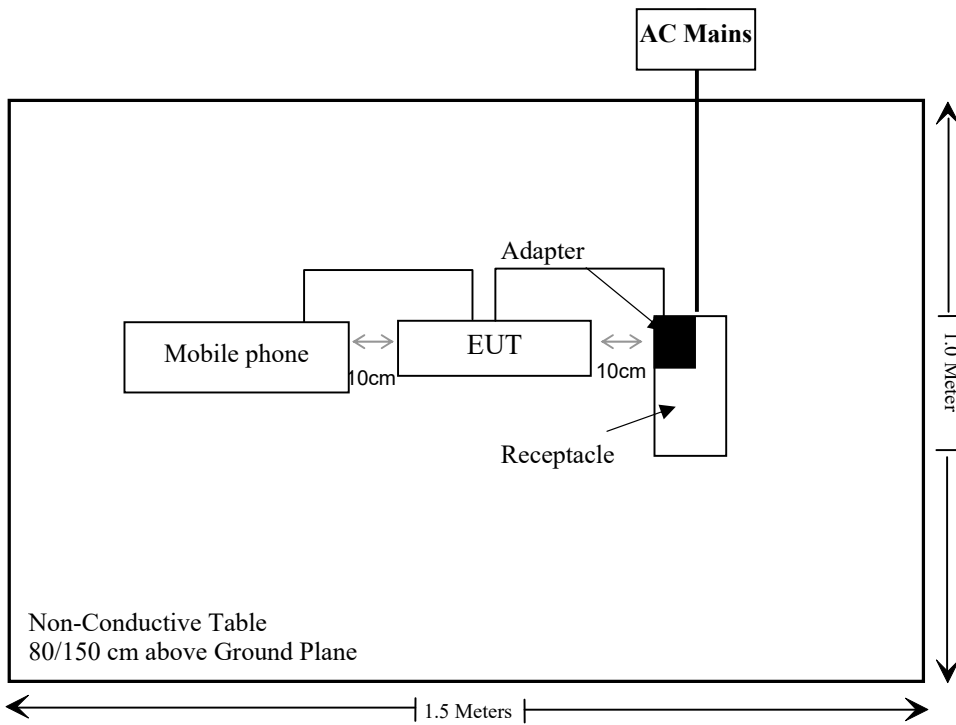 AC Mains
Adapter
Mobile phone
EUT
10cm
10cm
1.0 Meter
Receptacle
Non-Conductive Table
80/150 cm above Ground Plane
1.5 Meters